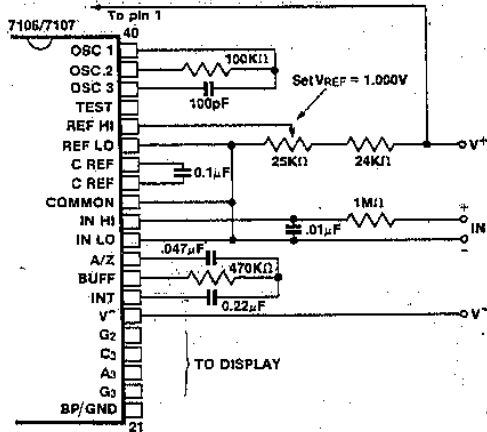 To pin 1
7106/7107
40
OSC 1
100KΩ
OSC 2
OSC 3
100pF
Set VREF = 1.000V
TEST
REF HI
REF LO
25KΩ
24KΩ
V+
C REF
0.1µF
C REF
COMMON
1MΩ
+
IN HI
.01µF
IN
IN LO
−
A/Z
.047µF
BUFF
470KΩ
INT
0.22µF
V−
V−
G2
C3
TO DISPLAY
A3
G3
BP/GND
21